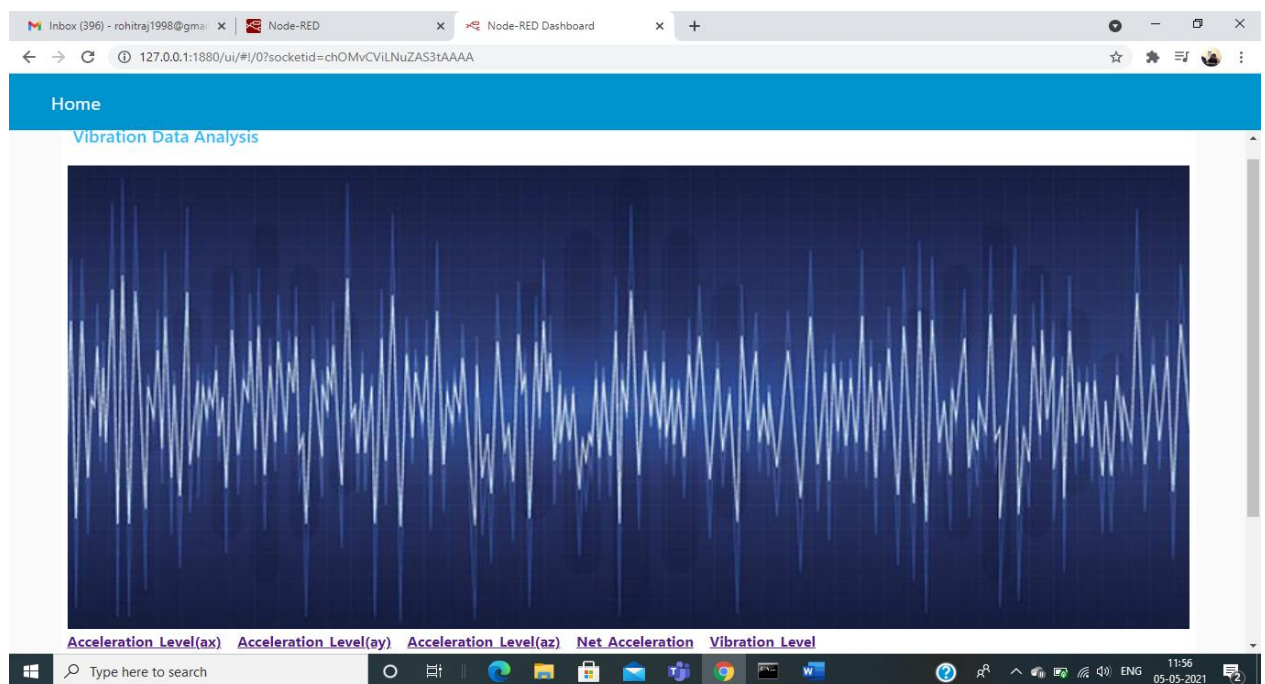 Inbox (396) - rohitraj1998@gmai
Node-RED
Node-RED Dashboard
127.0.0.1:1880/ui/#!/0?socketid=chOMvCViLNuZAS3tAAAA
Home
Vibration Data Analysis
Acceleration Level(ax) Acceleration Level(ay) Acceleration Level(az) Net Acceleration Vibration Level
Type here to search
ENG
11:56
05-05-2021
2